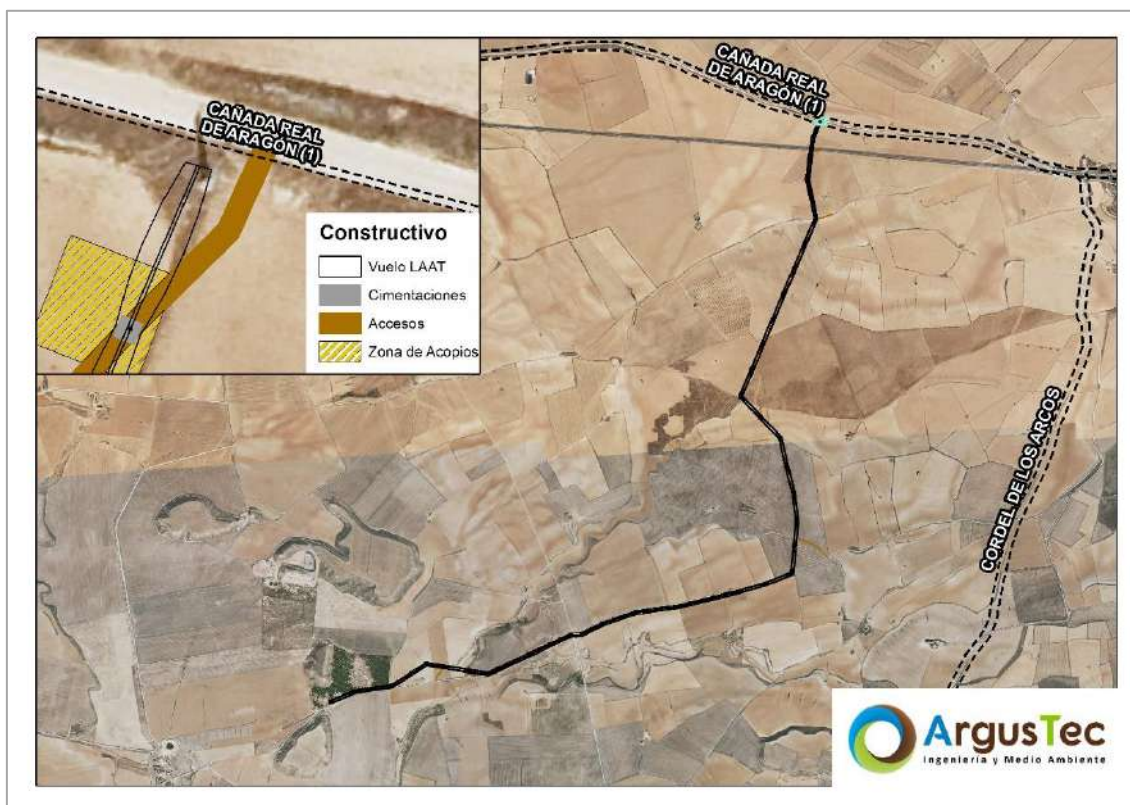 CAÑADA REAL
DE ARAGÓN (1)
Constructivo
Vuelo LAAT
Cimentaciones
Accesos
Zona de Acopios
CAÑADA REAL
DE ARAGÓN (1)
CORDEL DE LOS ARCOS
ArgusTec
Ingeniería y Medio Ambiente